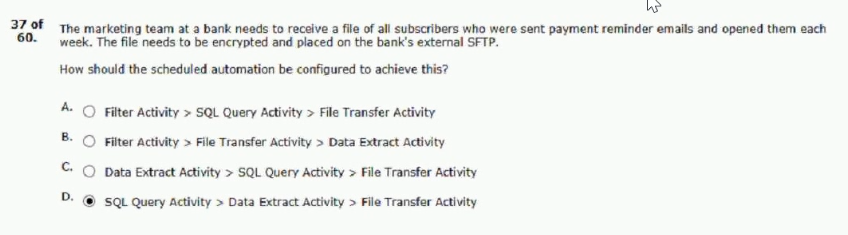 37 of
60.
The marketing team at a bank needs to receive a file of all subscribers who were sent payment reminder emails and opened them each
week. The file needs to be encrypted and placed on the bank's external SFTP.
How should the scheduled automation be configured to achieve this?
A. Filter Activity > SQL Query Activity > File Transfer Activity
B. Filter Activity > File Transfer Activity > Data Extract Activity
C. Data Extract Activity > SQL Query Activity > File Transfer Activity
D. SQL Query Activity > Data Extract Activity > File Transfer Activity